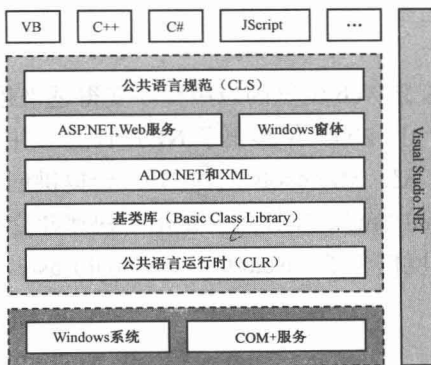 VB C++ C# JScript …
公共语言规范（CLS）
ASP.NET,Web服务 Windows窗体
ADO.NET和XML
基类库（Basic Class Library）
公共语言运行时（CLR）
Windows系统 COM+服务
Visual Studio.NET